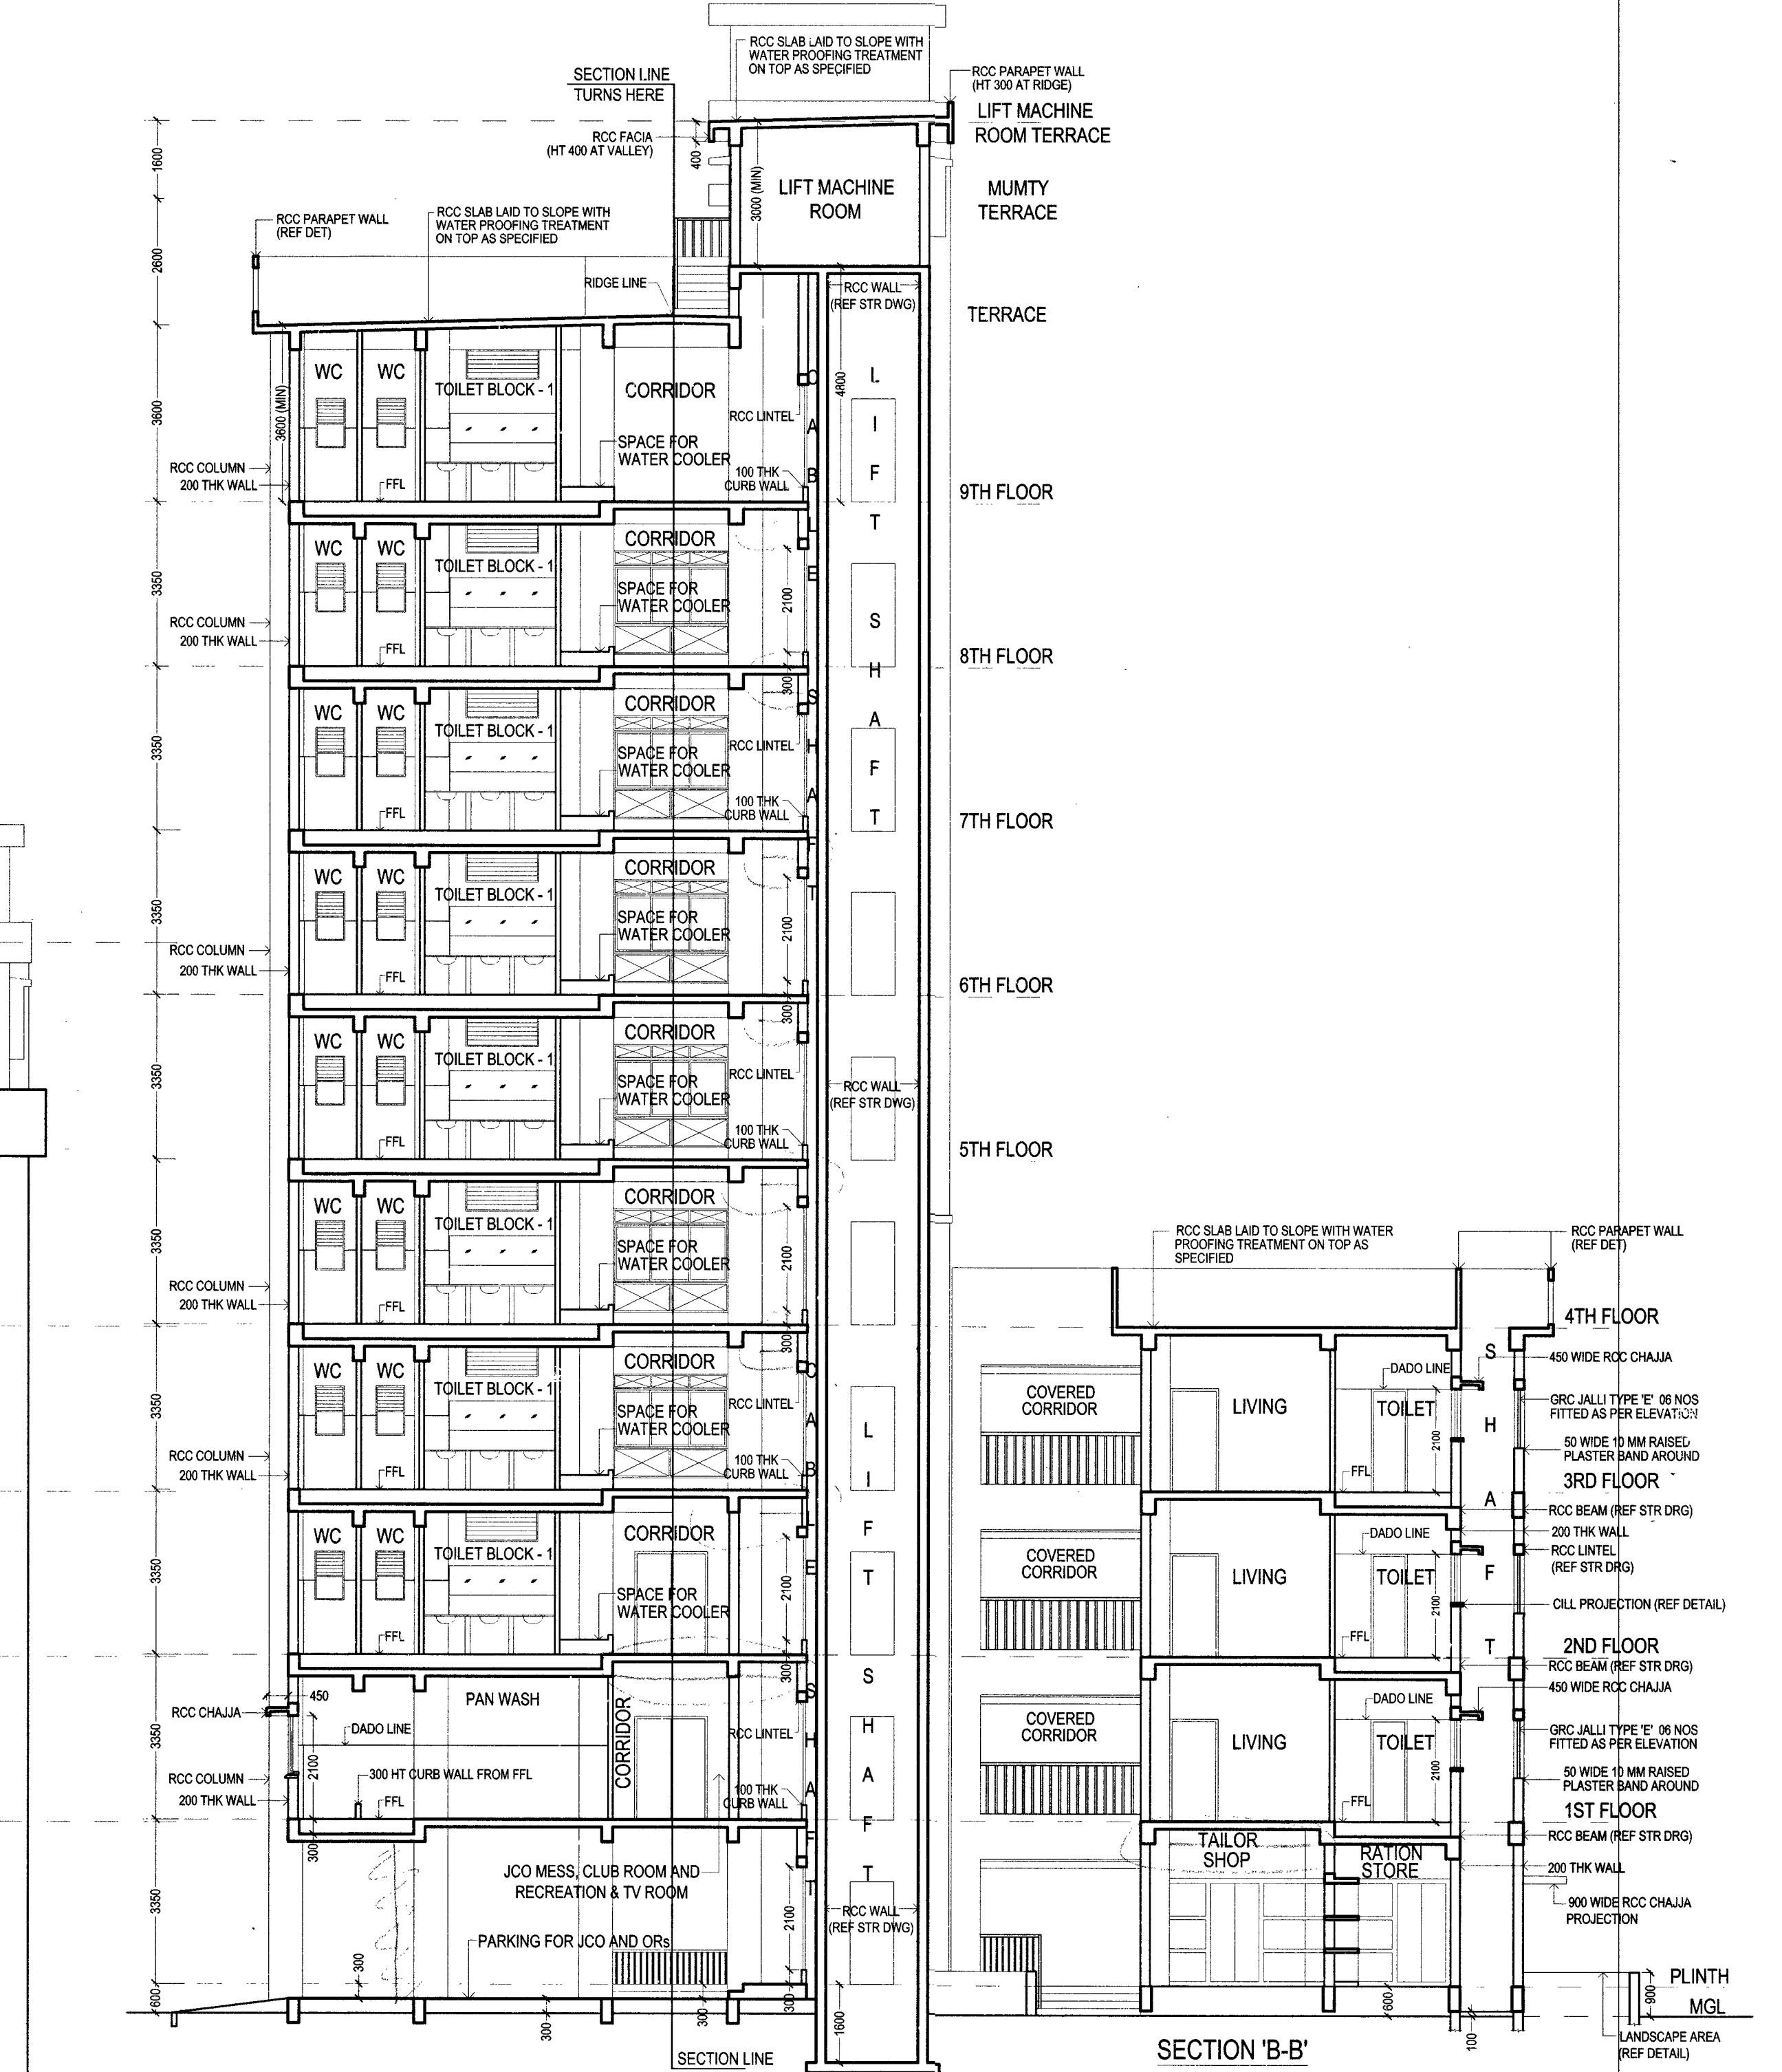 RCC SLAB LAID TO SLOPE WITH
WATER PROOFING TREATMENT
ON TOP AS SPECIFIED
SECTION LINE
TURNS HERE
RCC PARAPET WALL
(HT 300 AT RIDGE)
LIFT MACHINE
ROOM TERRACE
RCC FACIA
(HT 400 AT VALLEY)
1600
400
3000 (MIN)
LIFT MACHINE
ROOM
MUMTY
TERRACE
RCC PARAPET WALL
(REF DET)
RCC SLAB LAID TO SLOPE WITH
WATER PROOFING TREATMENT
ON TOP AS SPECIFIED
2600
RIDGE LINE
RCC WALL
(REF STR DWG)
TERRACE
3600
3600 (MIN)
WC
WC
TOILET BLOCK - 1
CORRIDOR
4800
RCC LINTEL
SPACE FOR
WATER COOLER
RCC COLUMN
200 THK WALL
FFL
100 THK
CURB WALL
9TH FLOOR
CABLE SHAFT
LIFT SHAFT
3350
WC
WC
TOILET BLOCK - 1
CORRIDOR
SPACE FOR
WATER COOLER
2100
RCC COLUMN
200 THK WALL
FFL
8TH FLOOR
300
3350
WC
WC
TOILET BLOCK - 1
CORRIDOR
RCC LINTEL
SPACE FOR
WATER COOLER
100 THK
CURB WALL
FFL
7TH FLOOR
3350
WC
WC
TOILET BLOCK - 1
CORRIDOR
SPACE FOR
WATER COOLER
2100
RCC COLUMN
200 THK WALL
FFL
6TH FLOOR
300
3350
WC
WC
TOILET BLOCK - 1
CORRIDOR
SPACE FOR
WATER COOLER
RCC LINTEL
RCC WALL
(REF STR DWG)
100 THK
CURB WALL
FFL
5TH FLOOR
3350
WC
WC
TOILET BLOCK - 1
CORRIDOR
SPACE FOR
WATER COOLER
2100
RCC COLUMN
200 THK WALL
FFL
300
RCC SLAB LAID TO SLOPE WITH WATER
PROOFING TREATMENT ON TOP AS
SPECIFIED
RCC PARAPET WALL
(REF DET)
4TH FLOOR
3350
WC
WC
TOILET BLOCK - 1
CORRIDOR
SPACE FOR
WATER COOLER
RCC LINTEL
100 THK
CURB WALL
RCC COLUMN
200 THK WALL
FFL
CABLE SHAFT
LIFT SHAFT
COVERED
CORRIDOR
LIVING
DADO LINE
TOILET
2100
FFL
SHAFT
450 WIDE RCC CHAJJA
GRC JALLI TYPE 'E' 06 NOS
FITTED AS PER ELEVATION
50 WIDE 10 MM RAISED
PLASTER BAND AROUND
3RD FLOOR
RCC BEAM (REF STR DRG)
3350
WC
WC
TOILET BLOCK - 1
CORRIDOR
SPACE FOR
WATER COOLER
2100
FFL
300
COVERED
CORRIDOR
LIVING
DADO LINE
TOILET
2100
FFL
200 THK WALL
RCC LINTEL
(REF STR DRG)
CILL PROJECTION (REF DETAIL)
2ND FLOOR
RCC BEAM (REF STR DRG)
3350
450
RCC CHAJJA
PAN WASH
DADO LINE
2100
300 HT CURB WALL FROM FFL
CORRIDOR
RCC LINTEL
100 THK
CURB WALL
RCC COLUMN
200 THK WALL
FFL
COVERED
CORRIDOR
LIVING
DADO LINE
TOILET
2100
FFL
450 WIDE RCC CHAJJA
GRC JALLI TYPE 'E' 06 NOS
FITTED AS PER ELEVATION
50 WIDE 10 MM RAISED
PLASTER BAND AROUND
1ST FLOOR
RCC BEAM (REF STR DRG)
300
3350
JCO MESS, CLUB ROOM AND
RECREATION & TV ROOM
2100
RCC WALL
(REF STR DWG)
PARKING FOR JCO AND ORs
TAILOR
SHOP
RATION
STORE
200 THK WALL
900 WIDE RCC CHAJJA
PROJECTION
300
600
300
300
300
1600
600
100
900
PLINTH
MGL
LANDSCAPE AREA
(REF DETAIL)
SECTION LINE
SECTION 'B-B'